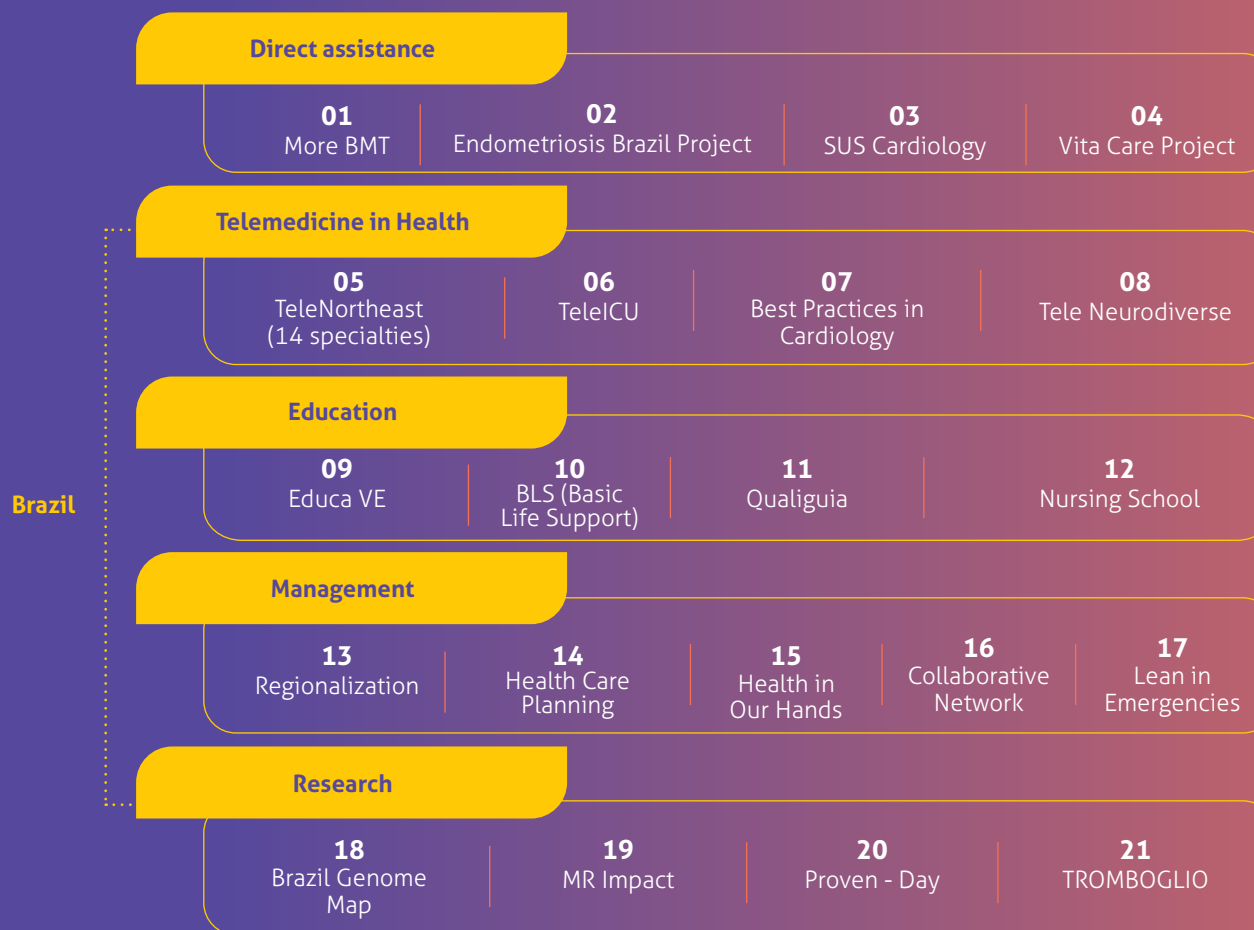 Direct assistance
01
More BMT
02
Endometriosis Brazil Project
03
SUS Cardiology
04
Vita Care Project
Telemedicine in Health
05
TeleNortheast
(14 specialties)
06
TeleICU
07
Best Practices in
Cardiology
08
Tele Neurodiverse
Brazil
Education
09
Educa VE
10
BLS (Basic
Life Support)
11
Qualiguia
12
Nursing School
Management
13
Regionalization
14
Health Care
Planning
15
Health in
Our Hands
16
Collaborative
Network
17
Lean in
Emergencies
Research
18
Brazil Genome
Map
19
MR Impact
20
Proven - Day
21
TROMBOGLIO